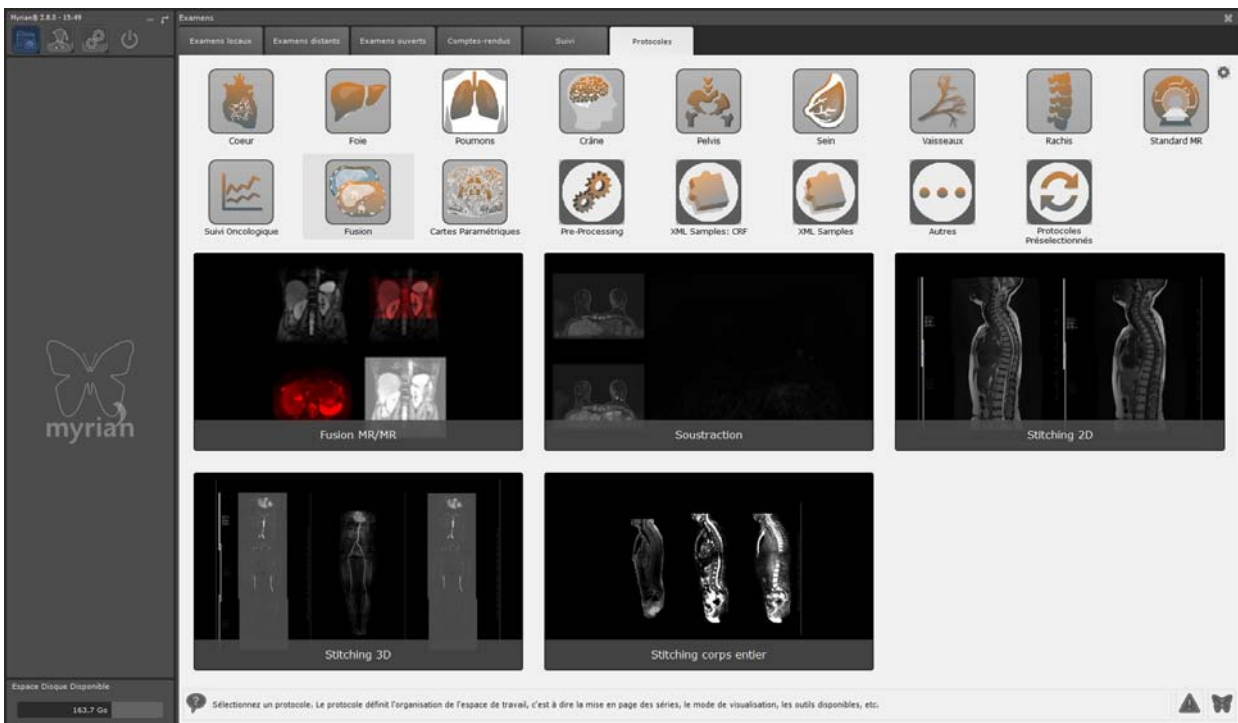 Myrian® 2.8.0 - 15:49
Examens
Examens locaux
Examens distants
Examens ouverts
Comptes-rendus
Suivi
Protocoles
Coeur
Foie
Poumons
Crâne
Pelvis
Sein
Vaisseaux
Rachis
Standard MR
Suivi Oncologique
Fusion
Cartes Paramétriques
Pre-Processing
XML Samples: CRF
XML Samples
Autres
Protocoles
Préselectionnés
myrian
Fusion MR/MR
Soustraction
Stitching 2D
Stitching 3D
Stitching corps entier
Espace Disque Disponible
163.7 Go
Sélectionnez un protocole. Le protocole définit l'organisation de l'espace de travail, c'est à dire la mise en page des séries, le mode de visualisation, les outils disponibles, etc.